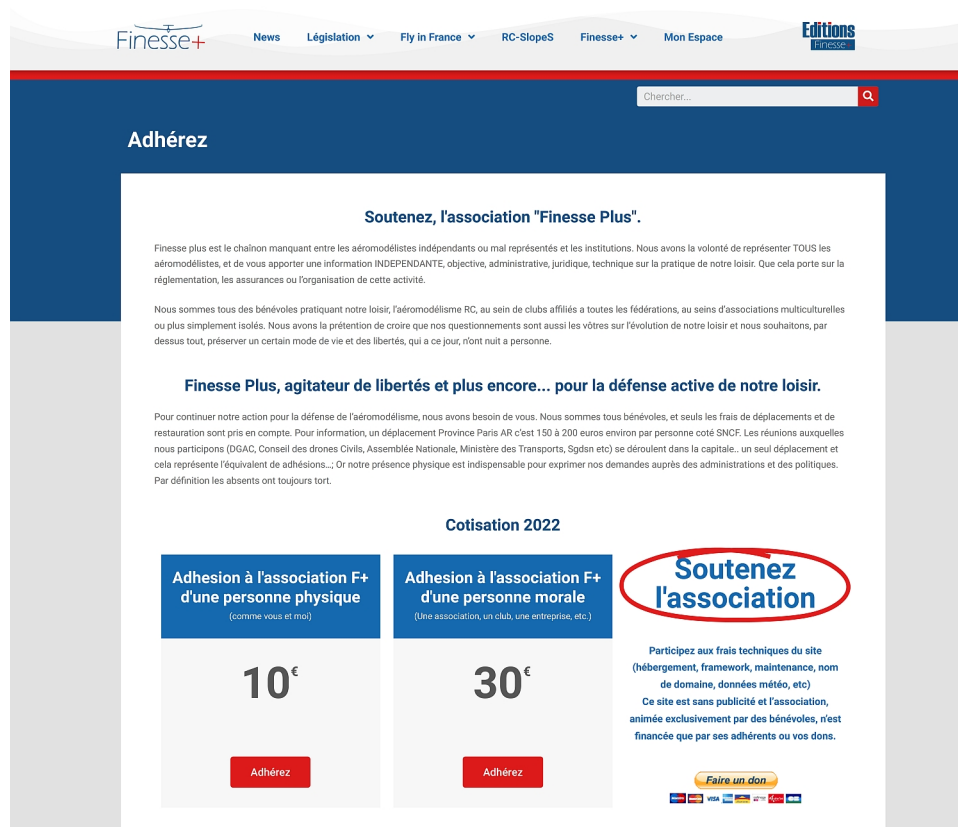 Finesse+
News
Législation
Fly in France
RC-SlopeS
Finesse+
Mon Espace
Editions
Finesse+
Chercher...
Adhérez
Soutenez, l'association "Finesse Plus".
Finesse plus est le chaînon manquant entre les aéromodélistes indépendants ou mal représentés et les institutions. Nous avons la volonté de représenter TOUS les
aéromodélistes, et de vous apporter une information INDEPENDANTE, objective, administrative, juridique, technique sur la pratique de notre loisir. Que cela porte sur la
réglementation, les assurances ou l'organisation de cette activité.
Nous sommes tous des bénévoles pratiquant notre loisir, l'aéromodélisme RC, au sein de clubs affiliés a toutes les fédérations, au seins d'associations multiculturelles
ou plus simplement isolés. Nous avons la prétention de croire que nos questionnements sont aussi les vôtres sur l'évolution de notre loisir et nous souhaitons, par
dessus tout, préserver un certain mode de vie et des libertés, qui a ce jour, n'ont nuit a personne.
Finesse Plus, agitateur de libertés et plus encore... pour la défense active de notre loisir.
Pour continuer notre action pour la défense de l'aéromodélisme, nous avons besoin de vous. Nous sommes tous bénévoles, et seuls les frais de déplacements et de
restauration sont pris en compte. Pour information, un déplacement Province Paris AR c'est 150 à 200 euros environ par personne coté SNCF. Les réunions auxquelles
nous participons (DGAC, Conseil des drones Civils, Assemblée Nationale, Ministère des Transports, Sgdsn etc) se déroulent dans la capitale.. un seul déplacement et
cela représente l'équivalent de adhésions...; Or notre présence physique est indispensable pour exprimer nos demandes auprès des administrations et des politiques.
Par définition les absents ont toujours tort.
Cotisation 2022
Adhesion à l'association F+
d'une personne physique
(comme vous et moi)
10€
Adhérez
Adhesion à l'association F+
d'une personne morale
(Une association, un club, une entreprise, etc.)
30€
Adhérez
Soutenez
l'association
Participez aux frais techniques du site
(hébergement, framework, maintenance, nom
de domaine, données météo, etc)
Ce site est sans publicité et l'association,
animée exclusivement par des bénévoles, n'est
financée que par ses adhérents ou vos dons.
Faire un don
VISA